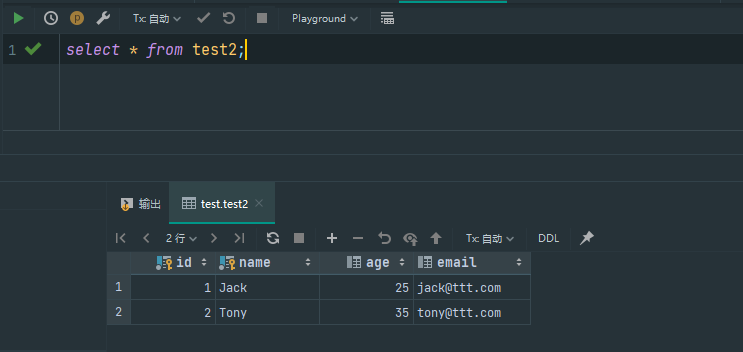 Tx: 自动
Playground
1 select * from test2;
输出
test.test2
2 行
Tx: 自动
DDL
id name age email
1 1 Jack 25 jack@ttt.com
2 2 Tony 35 tony@ttt.com